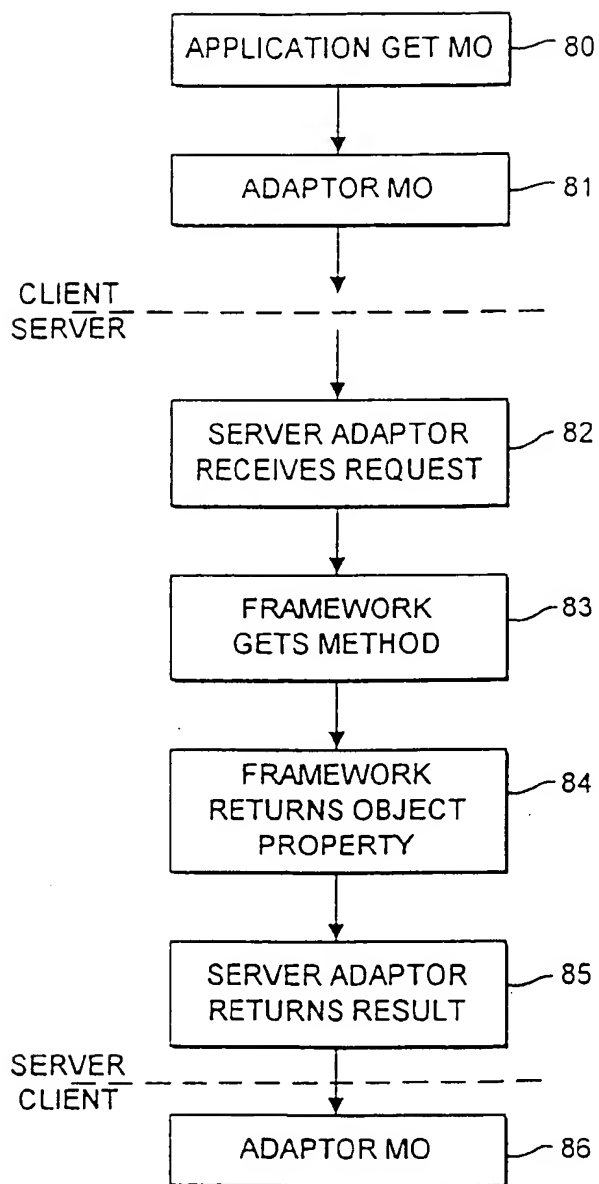 APPLICATION GET MO
80
ADAPTOR MO
81
CLIENT
SERVER
SERVER ADAPTOR
RECEIVES REQUEST
82
FRAMEWORK
GETS METHOD
83
FRAMEWORK
RETURNS OBJECT
PROPERTY
84
SERVER ADAPTOR
RETURNS RESULT
85
SERVER
CLIENT
ADAPTOR MO
86